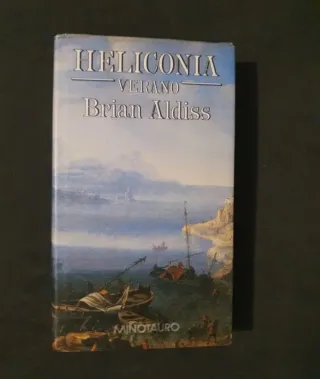 HELICONIA
VERANO
Brian Aldiss
MINOTAURO